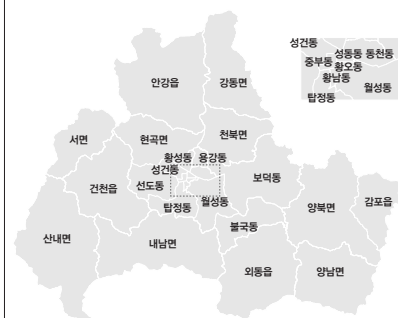 성건동
성동동 동천동
중부동 황오동
황남동
월성동
탑정동
안강읍 강동면
서면 현곡면 천북면
황성동 용강동
성건동
건천읍 선도동 보덕동
탑정동 월성동
양북면 감포읍
불국동
산내면 내남면
외동읍 양남면